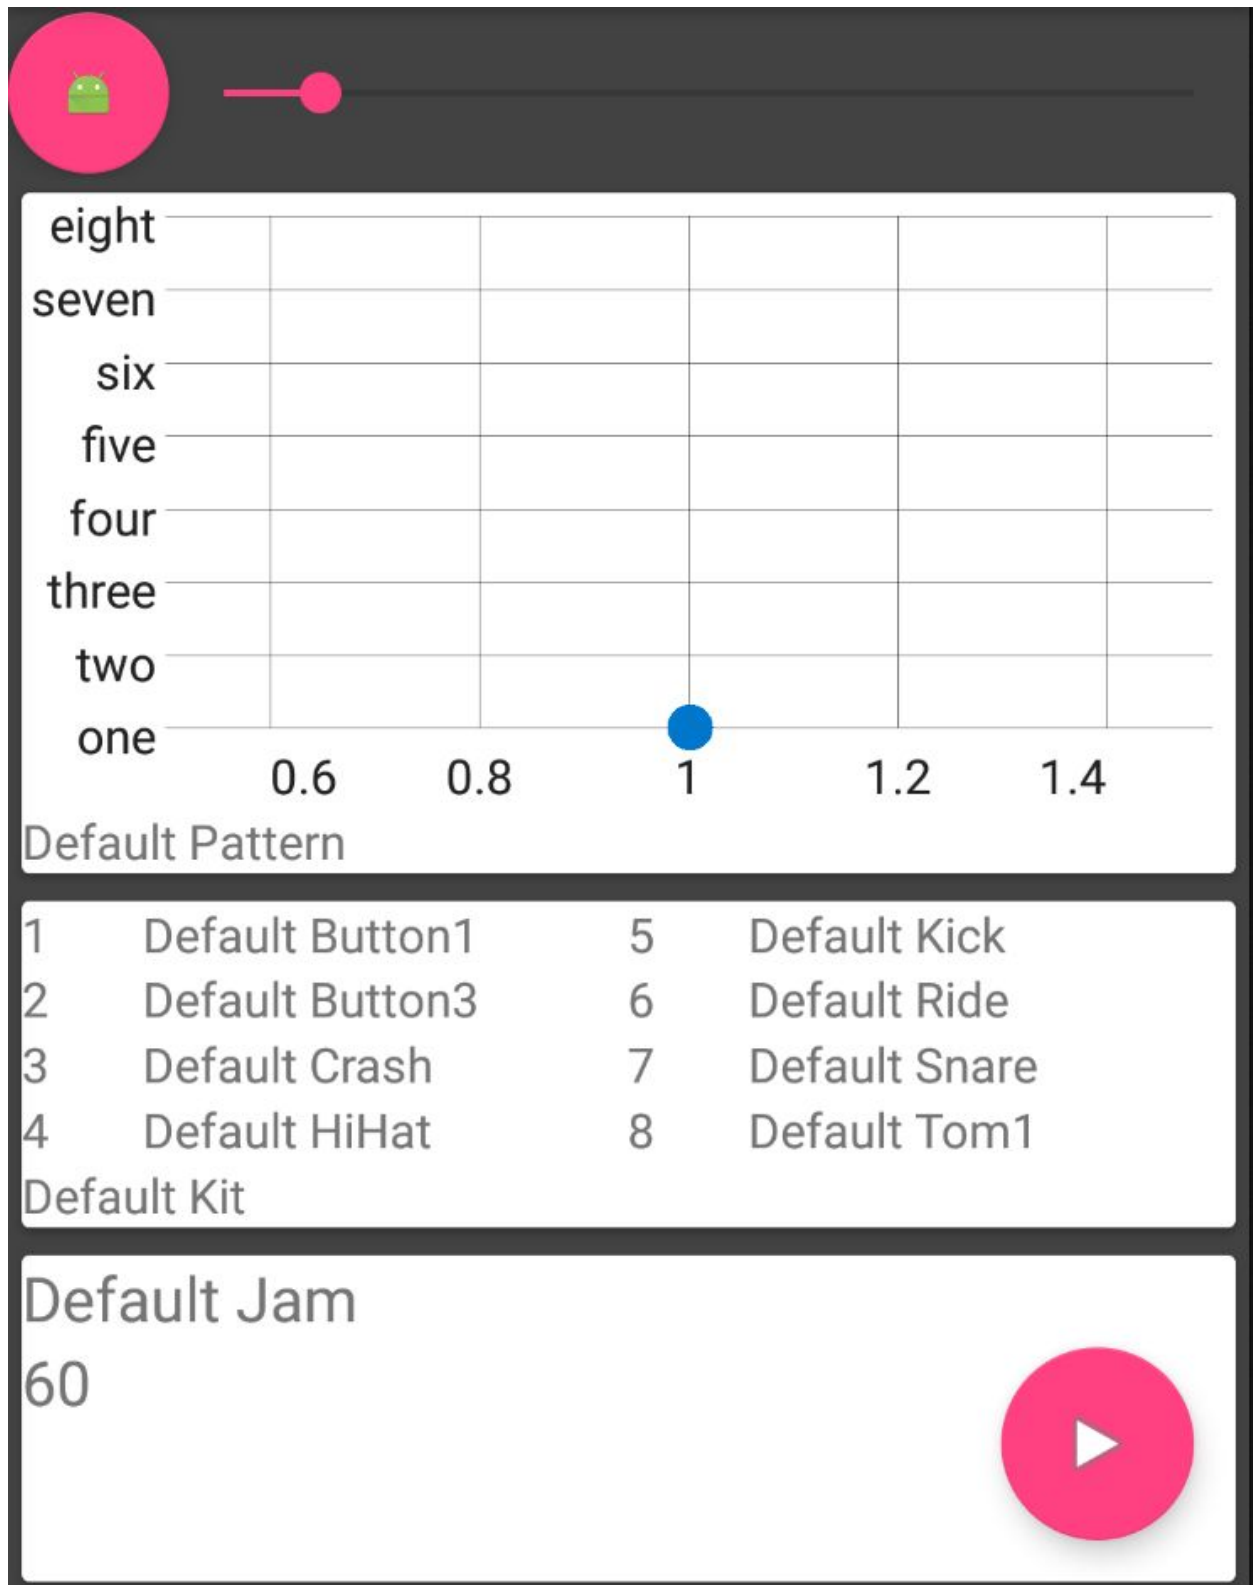 eight
seven
six
five
four
three
two
one
0.6 0.8 1 1.2 1.4
Default Pattern
1 Default Button1 5 Default Kick
2 Default Button3 6 Default Ride
3 Default Crash 7 Default Snare
4 Default HiHat 8 Default Tom1
Default Kit
Default Jam
60